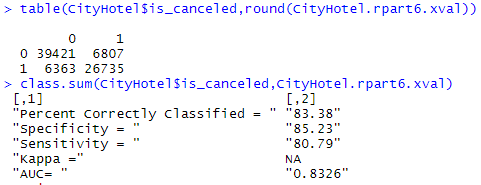 > table(CityHotel$is_canceled,round(CityHotel.rpart6.xval))
0 1
0 39421 6807
1 6363 26735
> class.sum(CityHotel$is_canceled,CityHotel.rpart6.xval)
[,1] [,2]
"Percent Correctly Classified = " "83.38"
"Specificity = " "85.23"
"Sensitivity = " "80.79"
"Kappa =" NA
"AUC= " "0.8326"